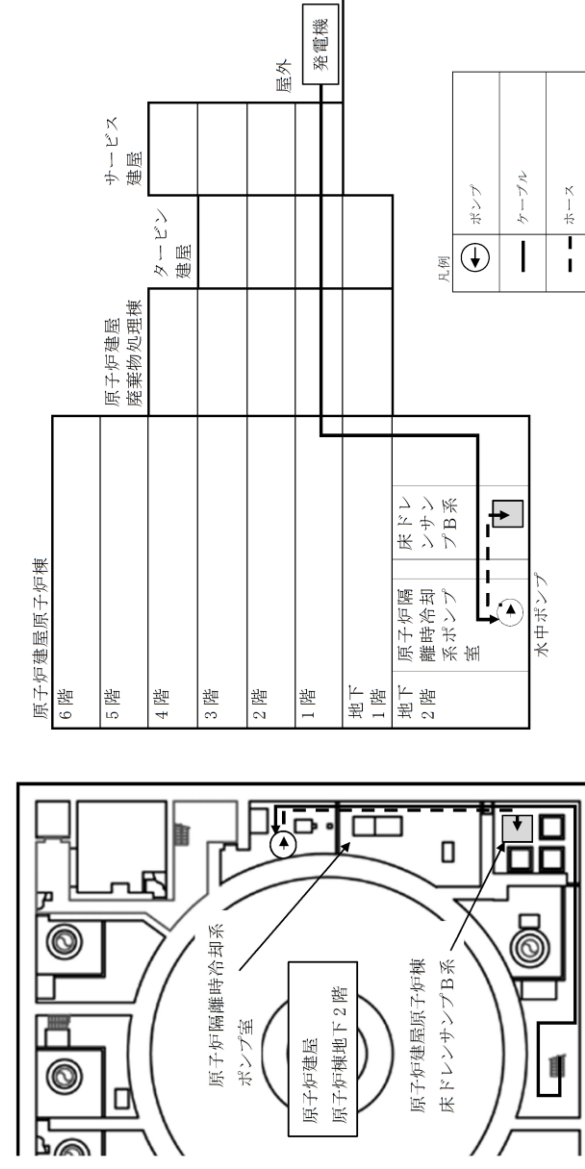 原子炉隔離時冷却系
ポンプ室
原子炉建屋
原子炉棟地下2階
原子炉建屋原子炉棟
床ドレンサンプB系
原子炉建屋原子炉棟
6階
5階
4階
3階
2階
1階
地下
1階
地下
2階
原子炉隔
離時冷却
系ポンプ
室
床ドレ
ンサン
プB系
水中ポンプ
原子炉建屋
廃棄物処理棟
タービン
建屋
サービス
建屋
屋外
発電機
凡例
ポンプ
ケーブル
ホース